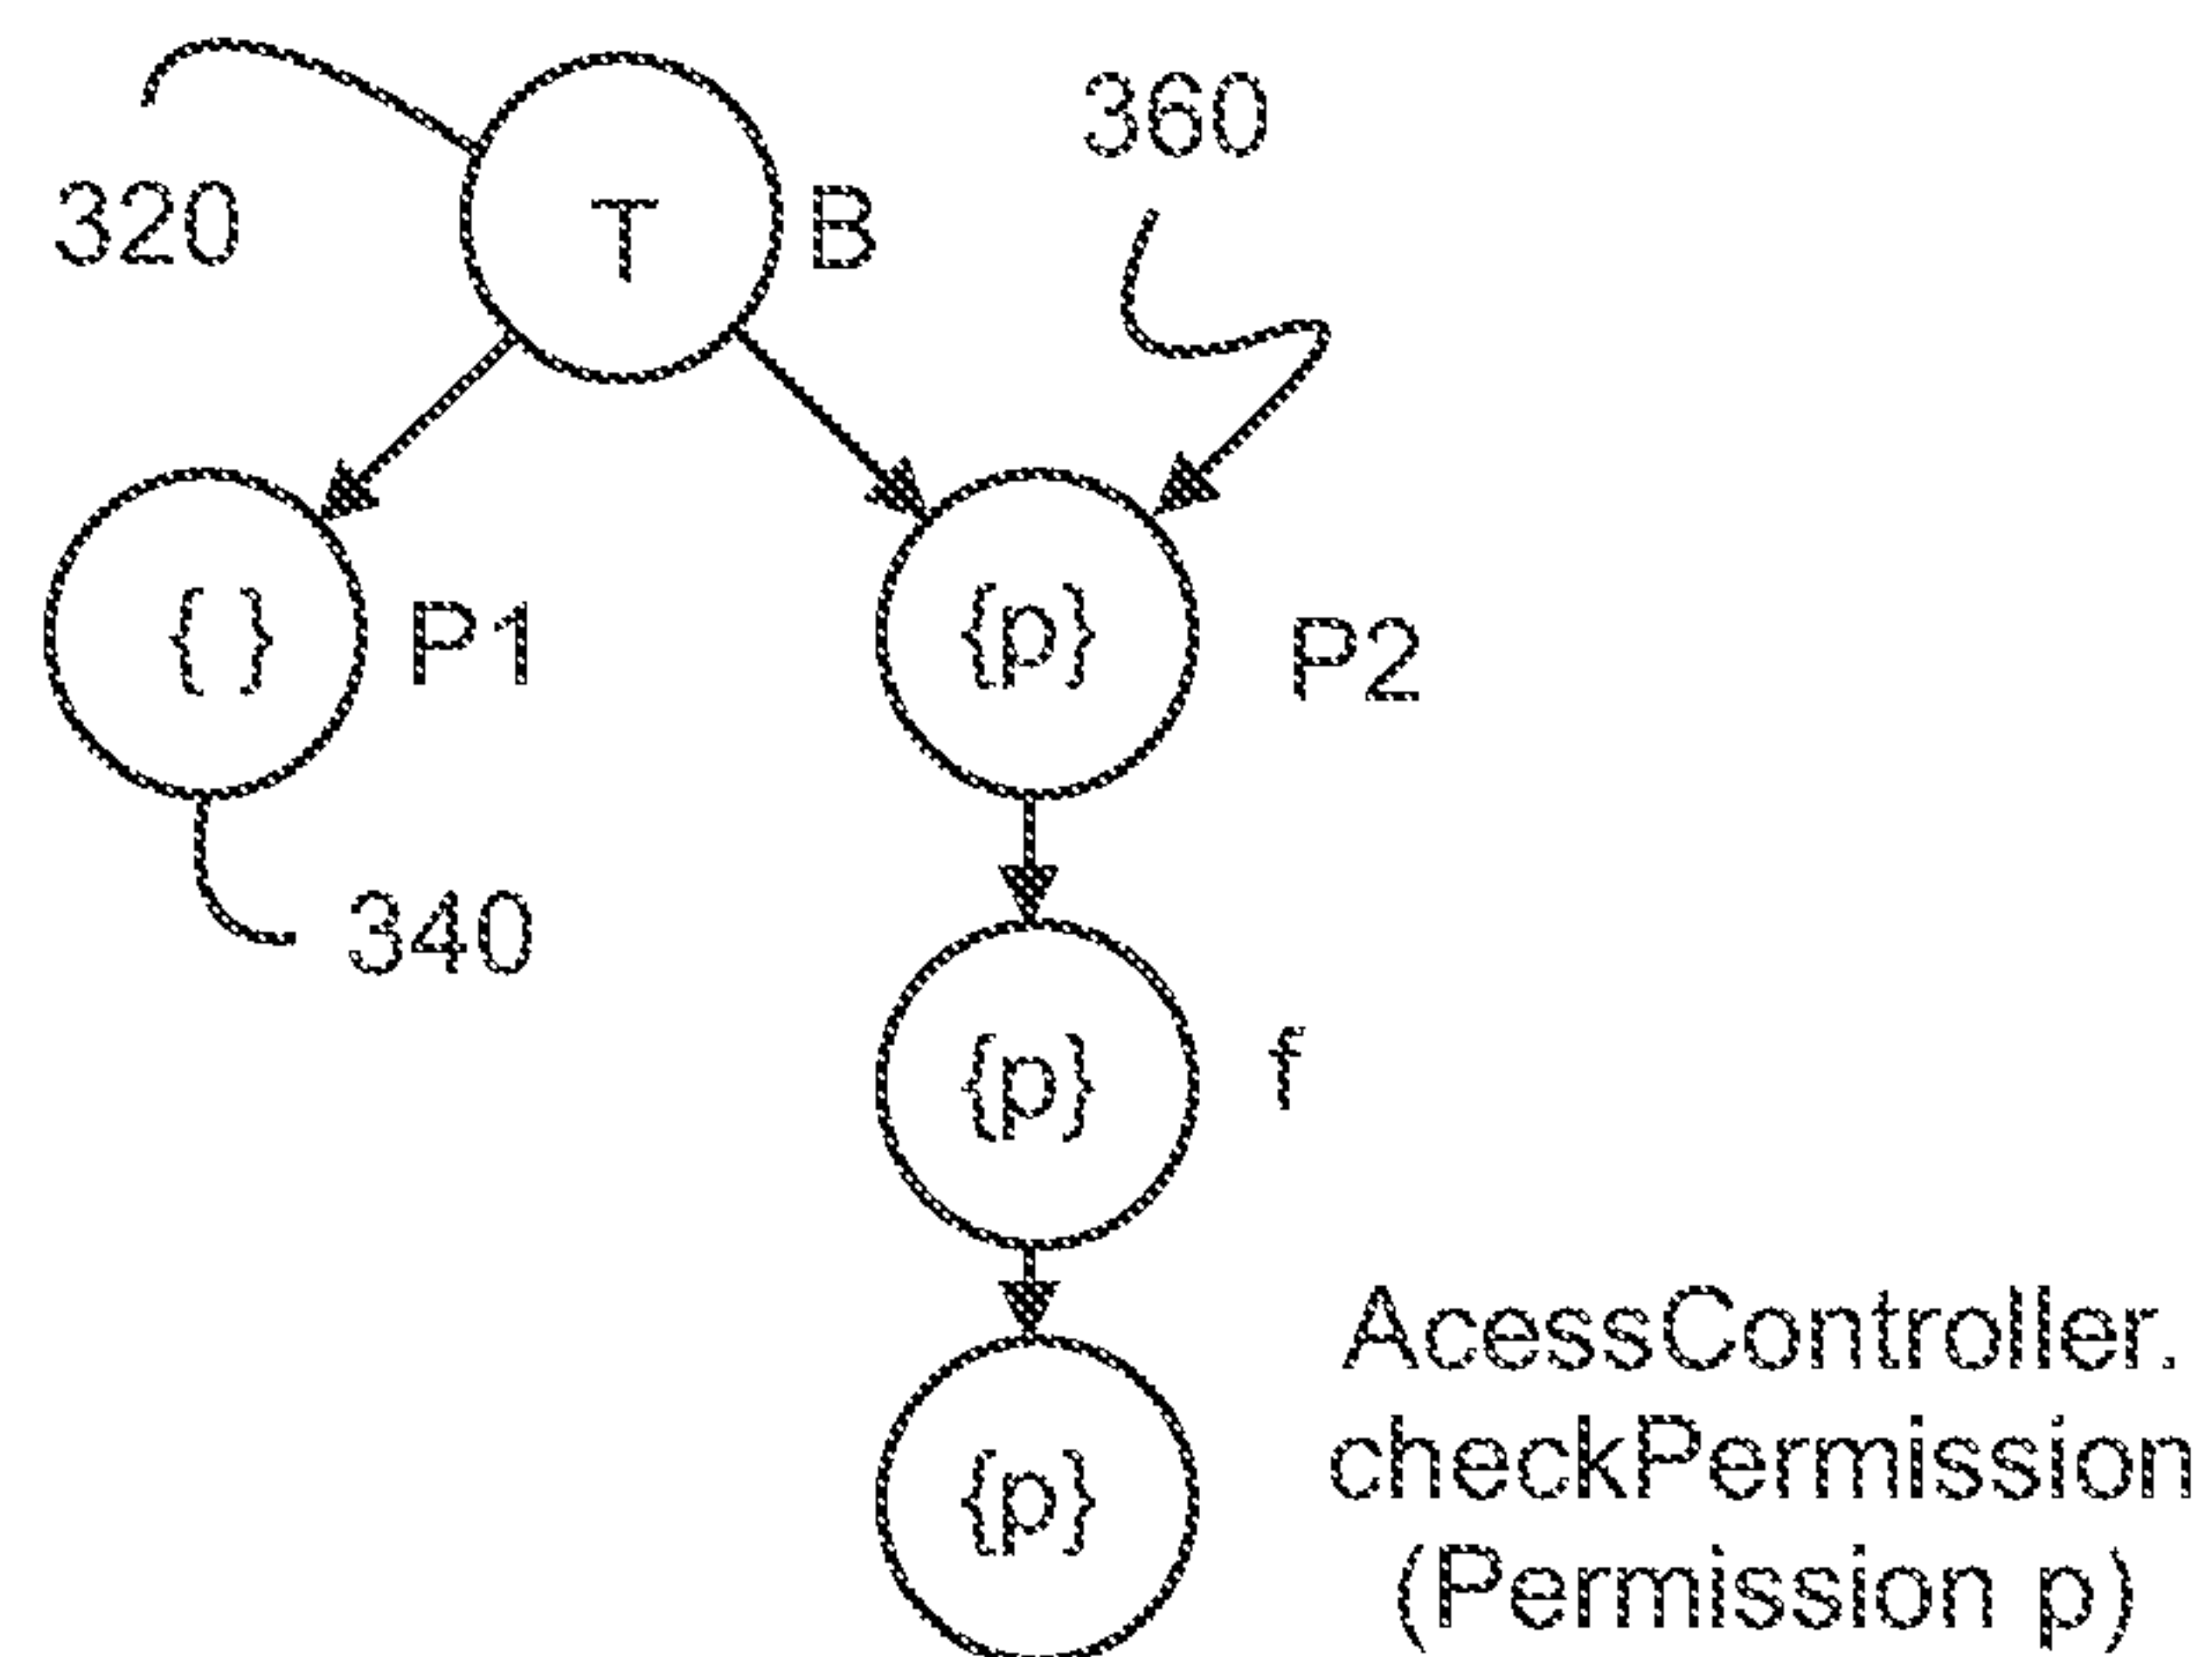 360
320
T
B
{ }
P1
{p}
P2
340
{p}
f
{p}
AcessController.
checkPermission
(Permission p)